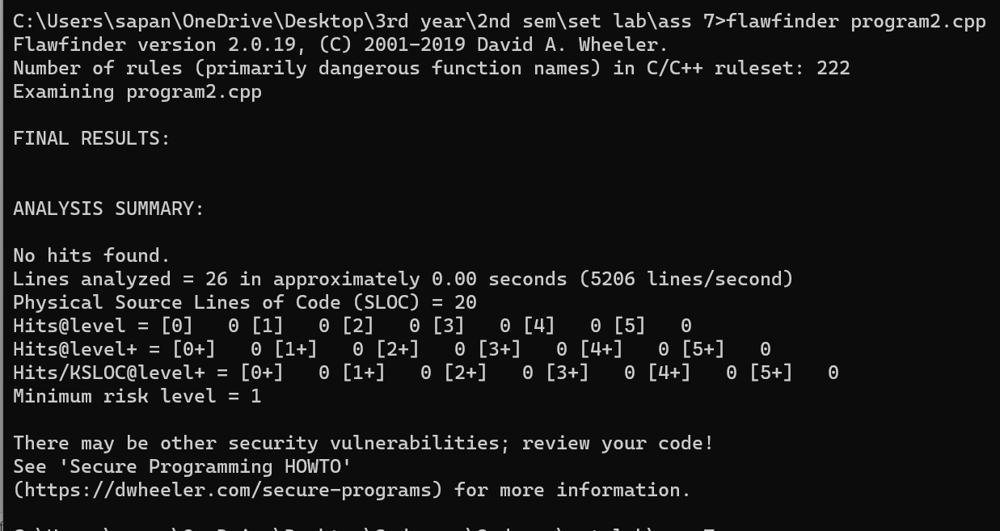 C:\Users\sapan\OneDrive\Desktop\3rd year\2nd sem\set lab\ass 7>flawfinder program2.cpp
Flawfinder version 2.0.19, (C) 2001-2019 David A. Wheeler.
Number of rules (primarily dangerous function names) in C/C++ ruleset: 222
Examining program2.cpp
FINAL RESULTS:
ANALYSIS SUMMARY:
No hits found.
Lines analyzed = 26 in approximately 0.00 seconds (5206 lines/second)
Physical Source Lines of Code (SLOC) = 20
Hits@level = [0]   0 [1]   0 [2]   0 [3]   0 [4]   0 [5]   0
Hits@level+ = [0+]   0 [1+]   0 [2+]   0 [3+]   0 [4+]   0 [5+]   0
Hits/KSLOC@level+ = [0+]   0 [1+]   0 [2+]   0 [3+]   0 [4+]   0 [5+]   0
Minimum risk level = 1
There may be other security vulnerabilities; review your code!
See 'Secure Programming HOWTO'
(https://dwheeler.com/secure-programs) for more information.